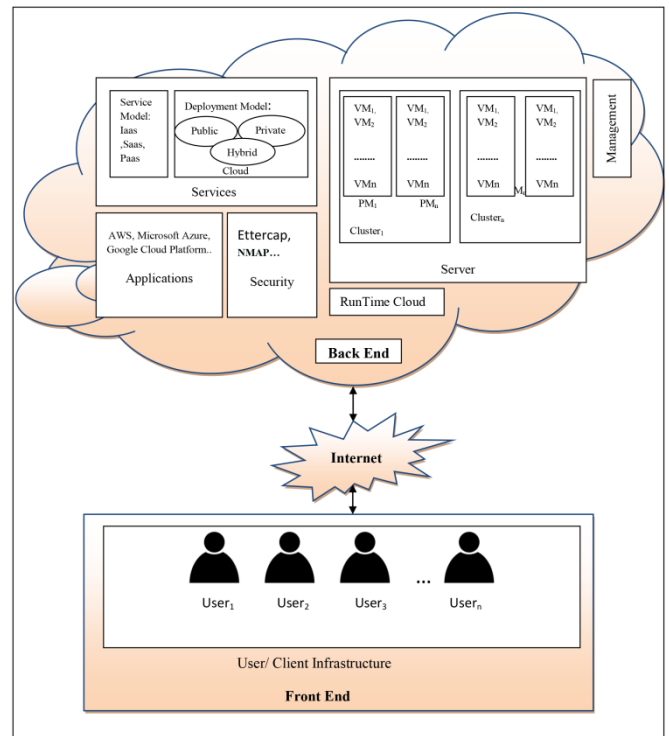 Service
Model:
Iaas
,Saas,
Paas
Deployment Model:
Public
Private
Hybrid
Cloud
Services
AWS, Microsoft Azure,
Google Cloud Platform..
Applications
Ettercap,
NMAP…
Security
VM1,
VM2
........
VMn
PM1
VM1,
VM2
........
VMn
PMn
Cluster1
VM1,
VM2
........
VMn
VM1,
VM2
........
VMn
Clustern
Server
Management
RunTime Cloud
Back End
Internet
User1
User2
User3
...
Usern
User/ Client Infrastructure
Front End